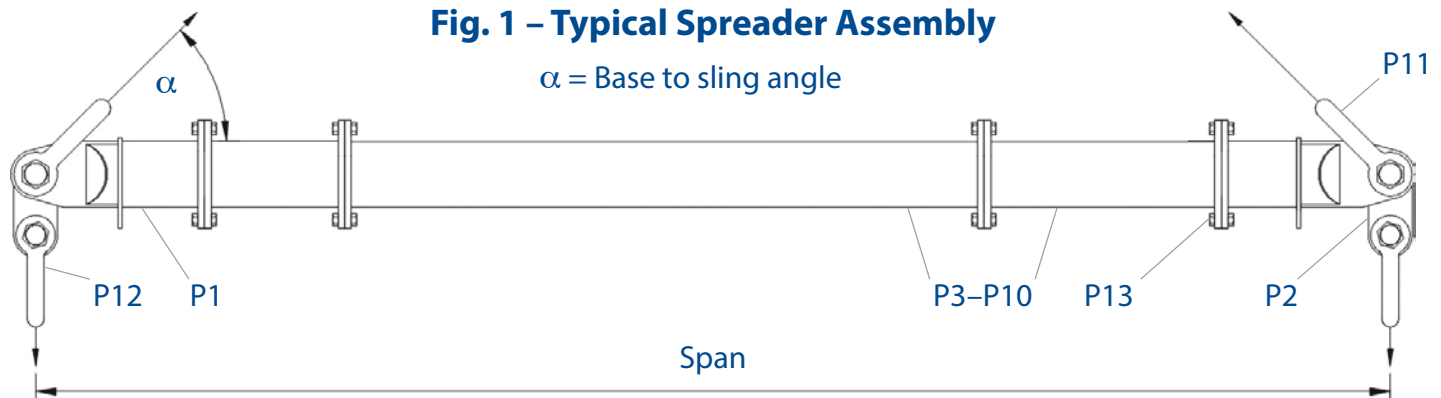 Fig. 1 – Typical Spreader Assembly
α = Base to sling angle
α
P11
P12
P1
P3–P10
P13
P2
Span